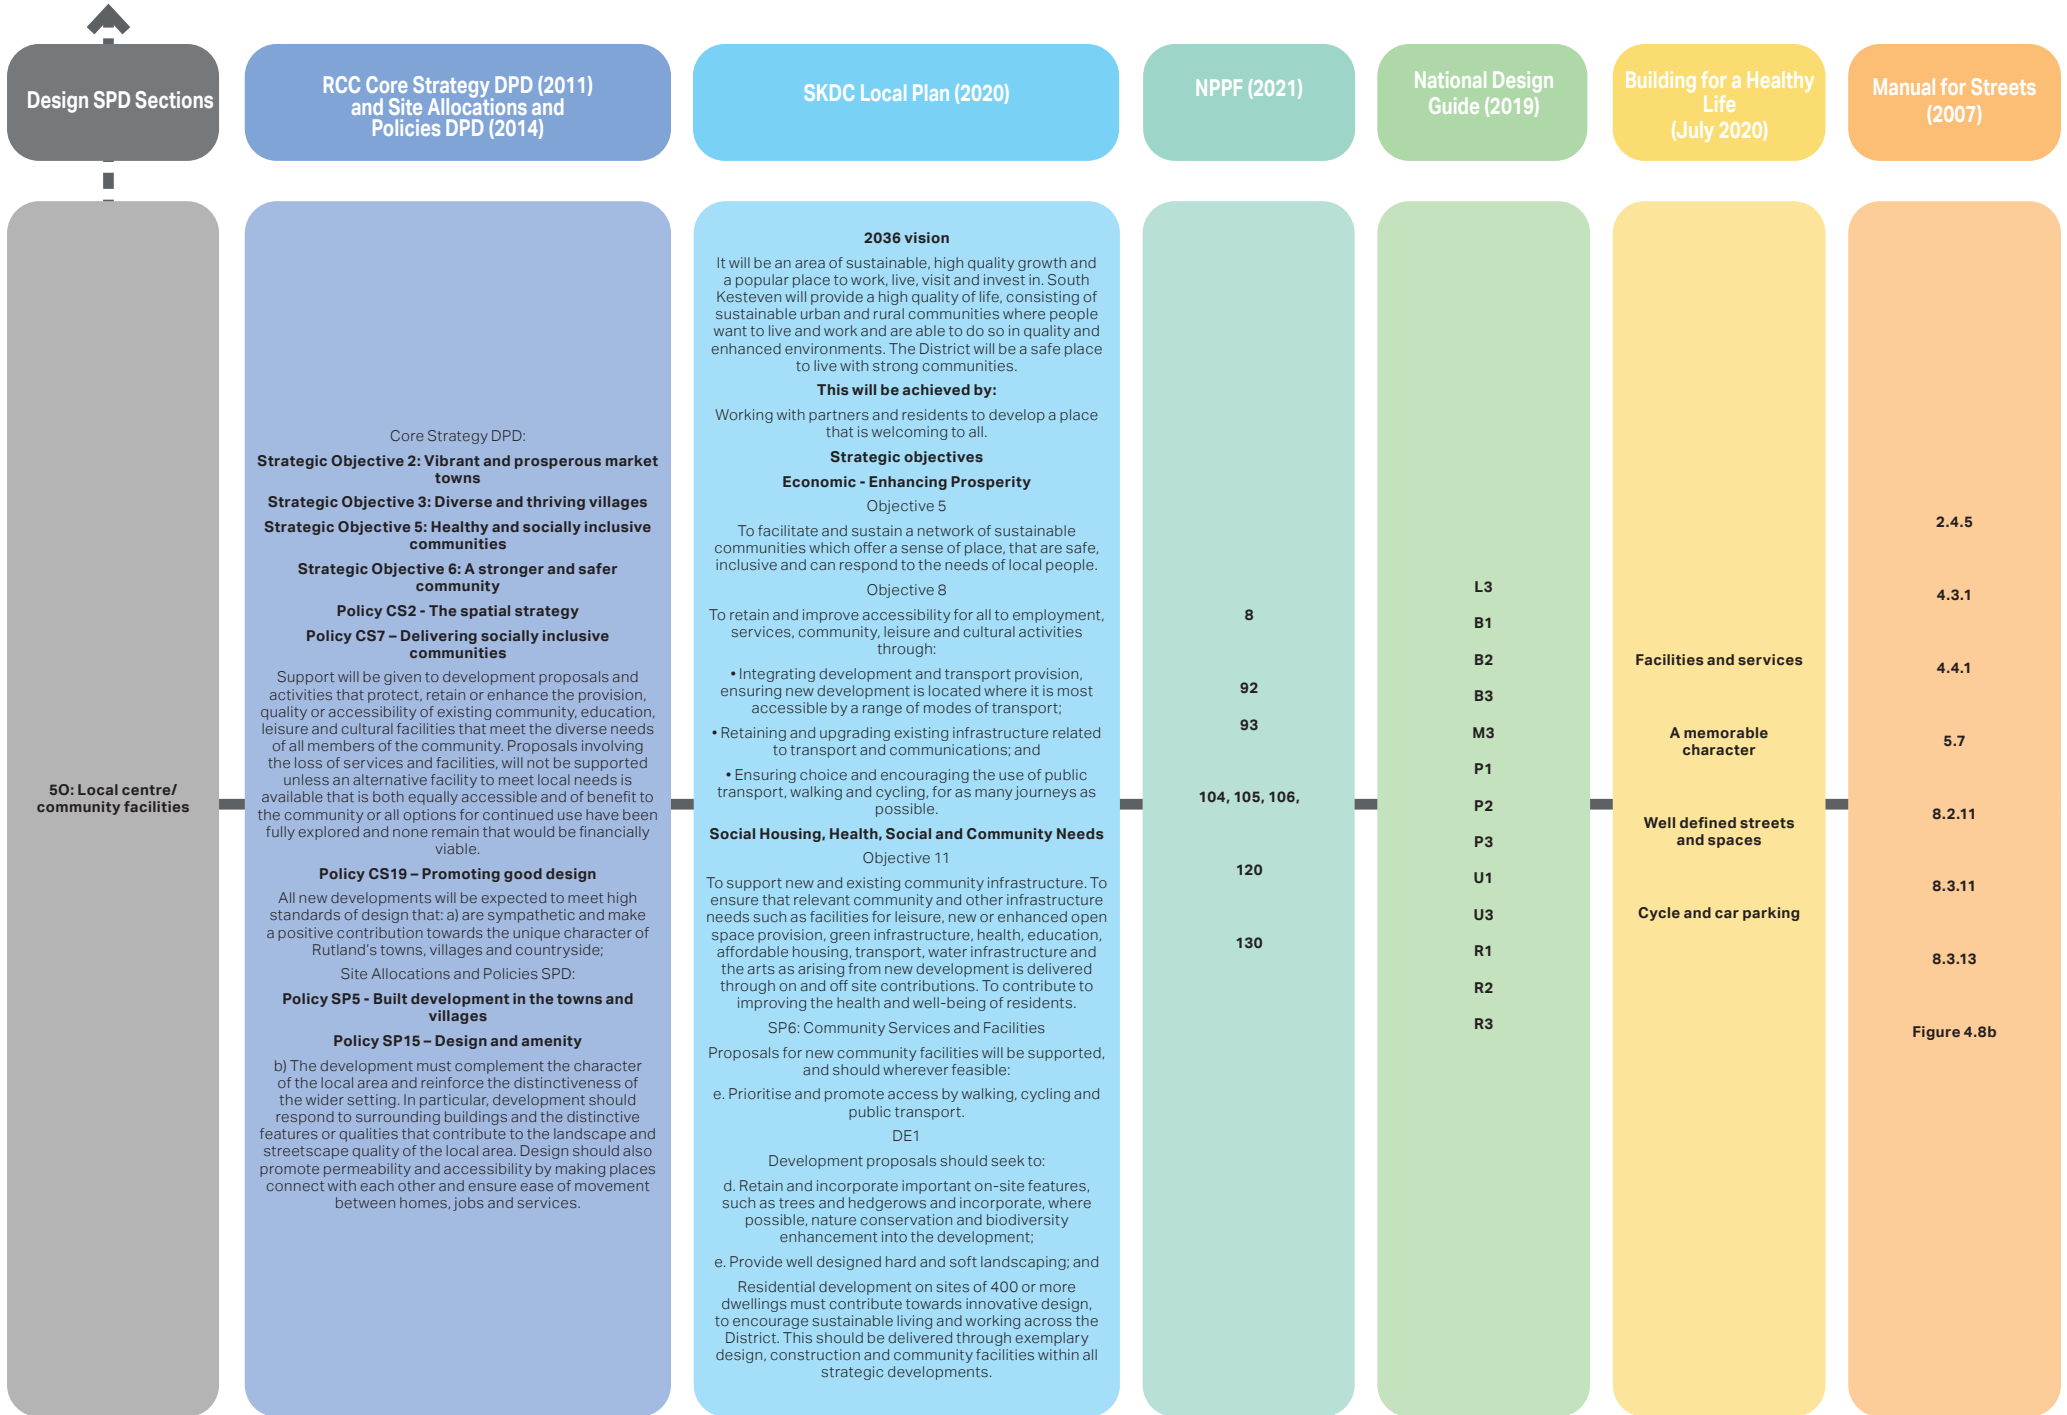 Design SPD Sections
RCC Core Strategy DPD (2011)
and Site Allocations and
Policies DPD (2014)
SKDC Local Plan (2020)
NPPF (2021)
National Design
Guide (2019)
Building for a Healthy
Life
(July 2020)
Manual for Streets
(2007)
5O: Local centre/
community facilities
Core Strategy DPD:
Strategic Objective 2: Vibrant and prosperous market
towns
Strategic Objective 3: Diverse and thriving villages
Strategic Objective 5: Healthy and socially inclusive
communities
Strategic Objective 6: A stronger and safer
community
Policy CS2 - The spatial strategy
Policy CS7 – Delivering socially inclusive
communities
Support will be given to development proposals and
activities that protect, retain or enhance the provision,
quality or accessibility of existing community, education,
leisure and cultural facilities that meet the diverse needs
of all members of the community. Proposals involving
the loss of services and facilities, will not be supported
unless an alternative facility to meet local needs is
available that is both equally accessible and of benefit to
the community or all options for continued use have been
fully explored and none remain that would be financially
viable.
Policy CS19 – Promoting good design
All new developments will be expected to meet high
standards of design that: a) are sympathetic and make
a positive contribution towards the unique character of
Rutland's towns, villages and countryside;
Site Allocations and Policies SPD:
Policy SP5 - Built development in the towns and
villages
Policy SP15 – Design and amenity
b) The development must complement the character
of the local area and reinforce the distinctiveness of
the wider setting. In particular, development should
respond to surrounding buildings and the distinctive
features or qualities that contribute to the landscape and
streetscape quality of the local area. Design should also
promote permeability and accessibility by making places
connect with each other and ensure ease of movement
between homes, jobs and services.
2036 vision
It will be an area of sustainable, high quality growth and
a popular place to work, live, visit and invest in. South
Kesteven will provide a high quality of life, consisting of
sustainable urban and rural communities where people
want to live and work and are able to do so in quality and
enhanced environments. The District will be a safe place
to live with strong communities.
This will be achieved by:
Working with partners and residents to develop a place
that is welcoming to all.
Strategic objectives
Economic - Enhancing Prosperity
Objective 5
To facilitate and sustain a network of sustainable
communities which offer a sense of place, that are safe,
inclusive and can respond to the needs of local people.
Objective 8
To retain and improve accessibility for all to employment,
services, community, leisure and cultural activities
through:
• Integrating development and transport provision,
ensuring new development is located where it is most
accessible by a range of modes of transport;
• Retaining and upgrading existing infrastructure related
to transport and communications; and
• Ensuring choice and encouraging the use of public
transport, walking and cycling, for as many journeys as
possible.
Social Housing, Health, Social and Community Needs
Objective 11
To support new and existing community infrastructure. To
ensure that relevant community and other infrastructure
needs such as facilities for leisure, new or enhanced open
space provision, green infrastructure, health, education,
affordable housing, transport, water infrastructure and
the arts as arising from new development is delivered
through on and off site contributions. To contribute to
improving the health and well-being of residents.
SP6: Community Services and Facilities
Proposals for new community facilities will be supported,
and should wherever feasible:
e. Prioritise and promote access by walking, cycling and
public transport.
DE1
Development proposals should seek to:
d. Retain and incorporate important on-site features,
such as trees and hedgerows and incorporate, where
possible, nature conservation and biodiversity
enhancement into the development;
e. Provide well designed hard and soft landscaping; and
Residential development on sites of 400 or more
dwellings must contribute towards innovative design,
to encourage sustainable living and working across the
District. This should be delivered through exemplary
design, construction and community facilities within all
strategic developments.
8
92
93
104, 105, 106,
120
130
L3
B1
B2
B3
M3
P1
P2
P3
U1
U3
R1
R2
R3
Facilities and services
A memorable
character
Well defined streets
and spaces
Cycle and car parking
2.4.5
4.3.1
4.4.1
5.7
8.2.11
8.3.11
8.3.13
Figure 4.8b